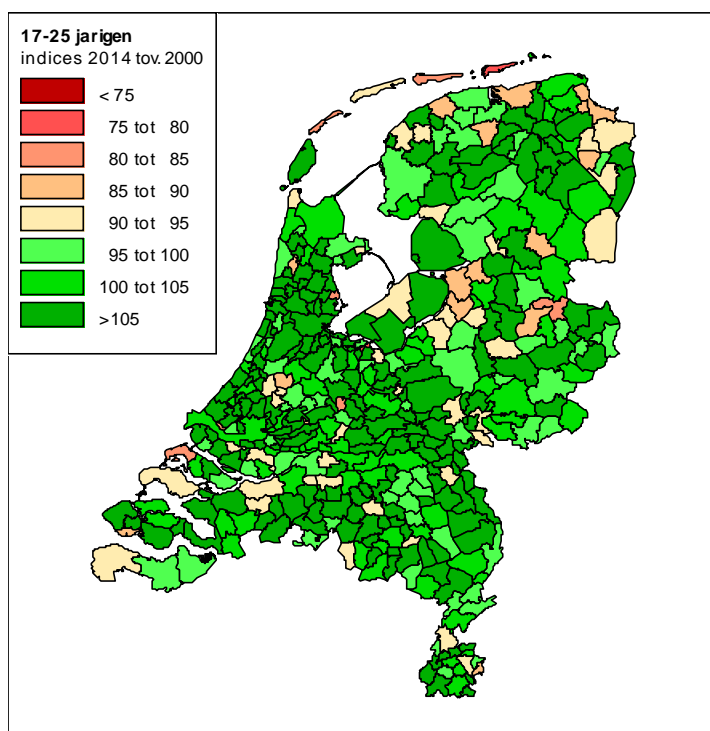 17-25 jarigen
indices 2014 tov. 2000
< 75
75 tot 80
80 tot 85
85 tot 90
90 tot 95
95 tot 100
100 tot 105
>105